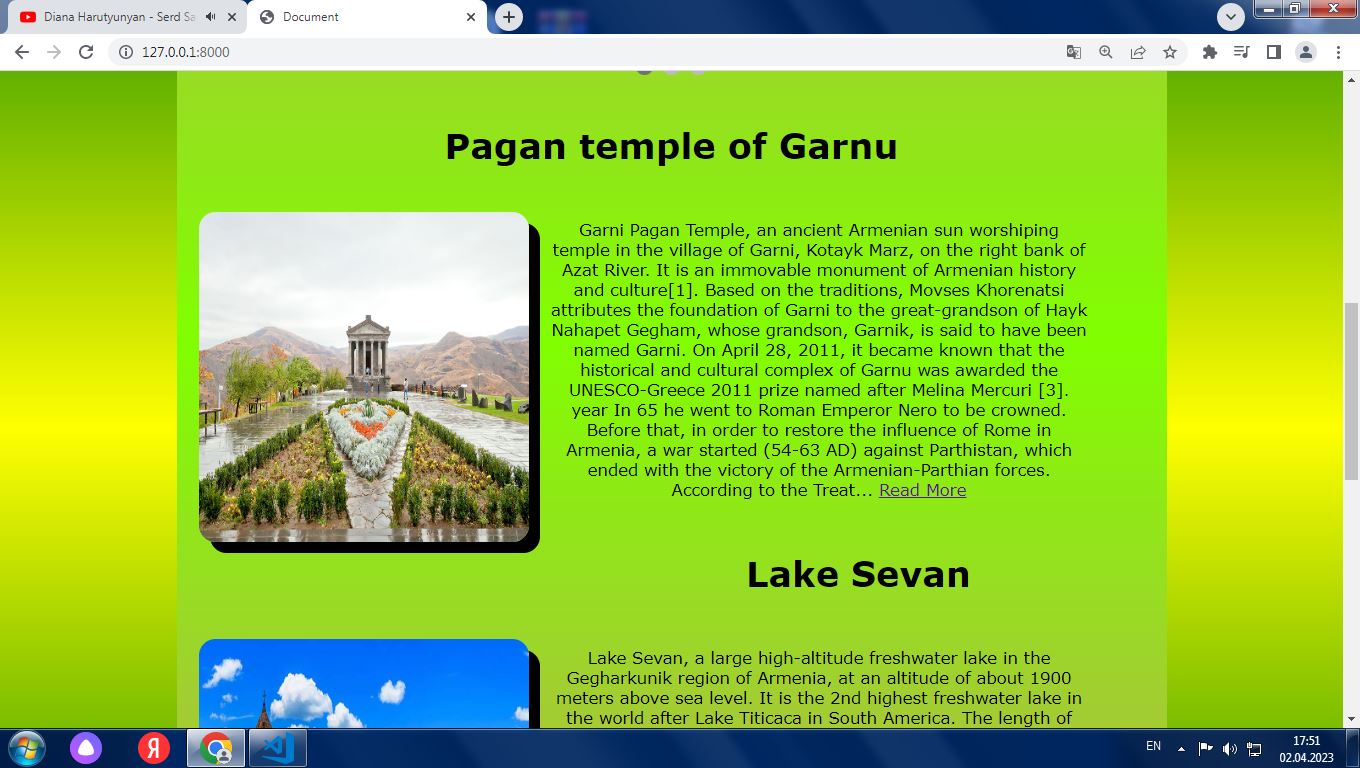 Diana Harutyunyan - Serd Sa
Document
127.0.0.1:8000
Pagan temple of Garnu
Garni Pagan Temple, an ancient Armenian sun worshiping
temple in the village of Garni, Kotayk Marz, on the right bank of
Azat River. It is an immovable monument of Armenian history
and culture[1]. Based on the traditions, Movses Khorenatsi
attributes the foundation of Garni to the great-grandson of Hayk
Nahapet Gegham, whose grandson, Garnik, is said to have been
named Garni. On April 28, 2011, it became known that the
historical and cultural complex of Garnu was awarded the
UNESCO-Greece 2011 prize named after Melina Mercuri [3].
year In 65 he went to Roman Emperor Nero to be crowned.
Before that, in order to restore the influence of Rome in
Armenia, a war started (54-63 AD) against Parthistan, which
ended with the victory of the Armenian-Parthian forces.
According to the Treat... Read More
Lake Sevan
Lake Sevan, a large high-altitude freshwater lake in the
Gegharkunik region of Armenia, at an altitude of about 1900
meters above sea level. It is the 2nd highest freshwater lake in
the world after Lake Titicaca in South America. The length of
Я
EN
17:51
02.04.2023